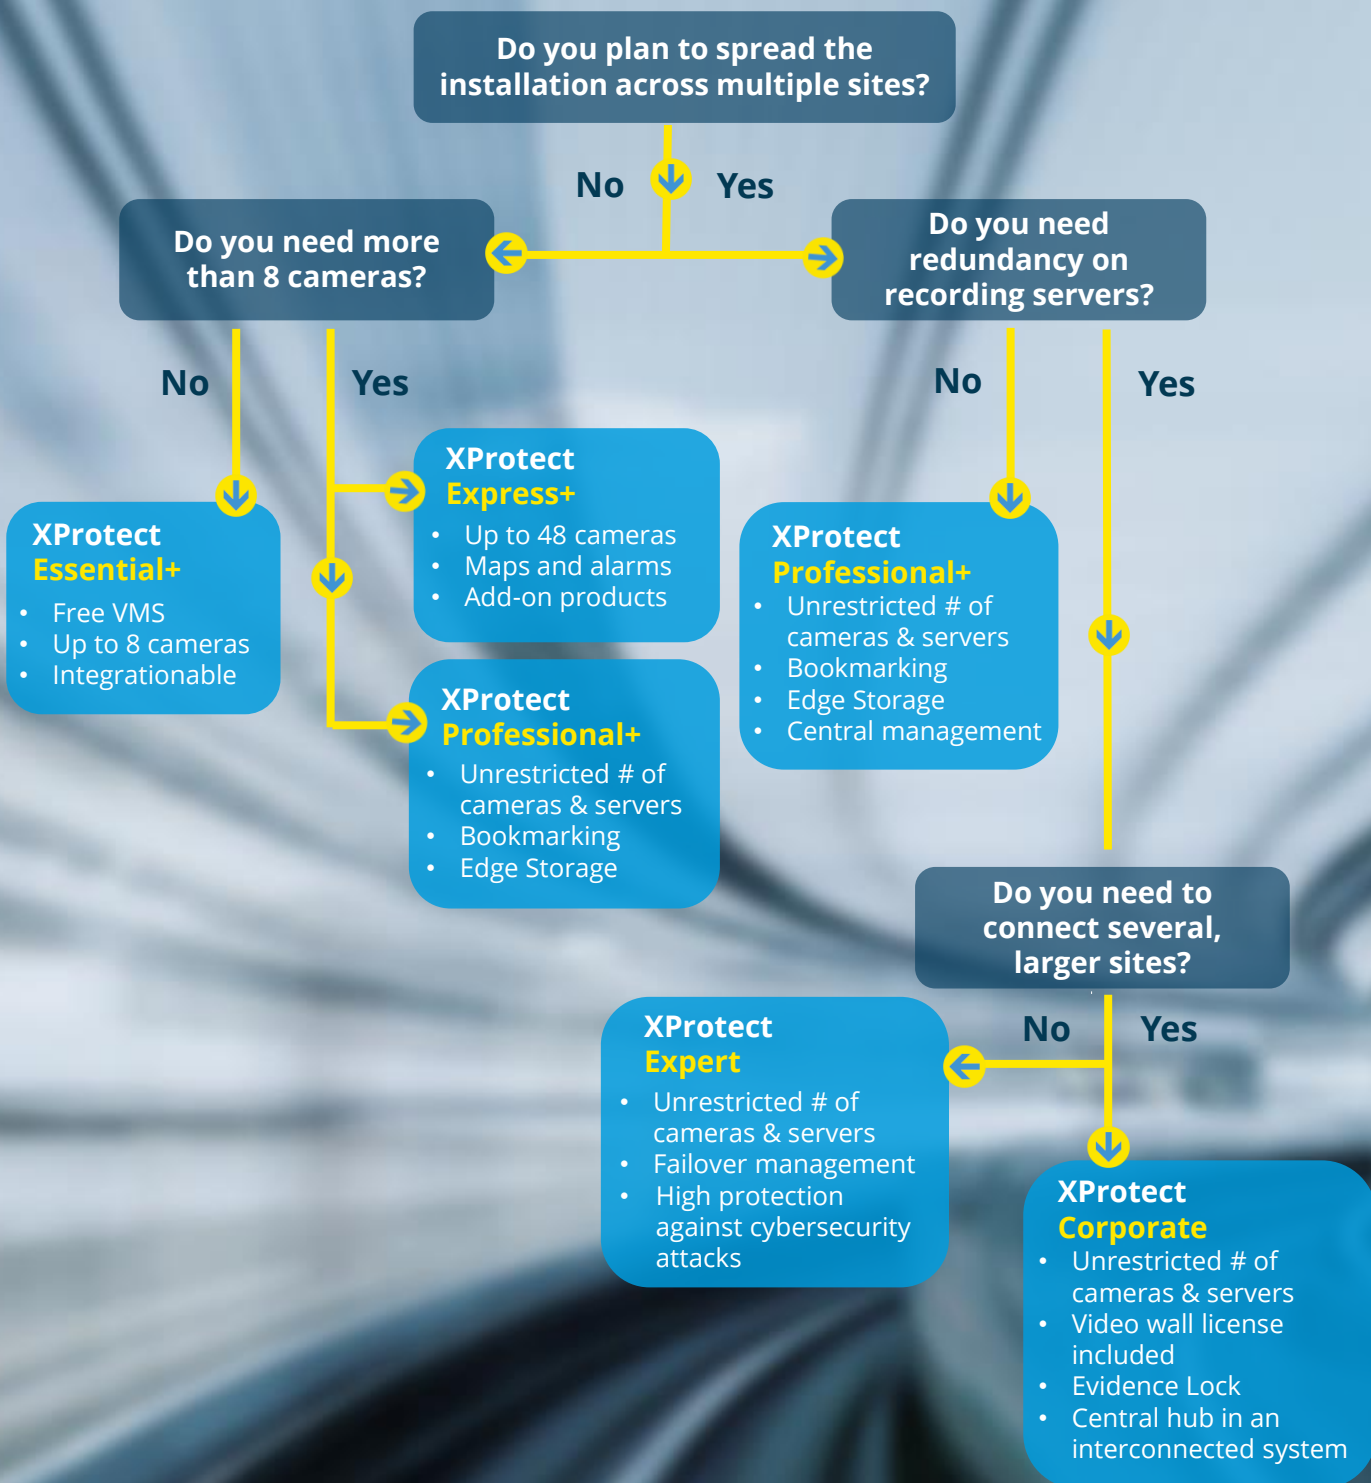 Do you plan to spread the
installation across multiple sites?
No
Yes
Do you need more
than 8 cameras?
Do you need
redundancy on
recording servers?
No
Yes
No
Yes
XProtect
Essential+
• Free VMS
• Up to 8 cameras
• Integrationable
XProtect
Express+
• Up to 48 cameras
• Maps and alarms
• Add-on products
XProtect
Professional+
• Unrestricted # of
cameras & servers
• Bookmarking
• Edge Storage
XProtect
Professional+
• Unrestricted # of
cameras & servers
• Bookmarking
• Edge Storage
• Central management
Do you need to
connect several,
larger sites?
No
Yes
XProtect
Expert
• Unrestricted # of
cameras & servers
• Failover management
• High protection
against cybersecurity
attacks
XProtect
Corporate
• Unrestricted # of
cameras & servers
• Video wall license
included
• Evidence Lock
• Central hub in an
interconnected system